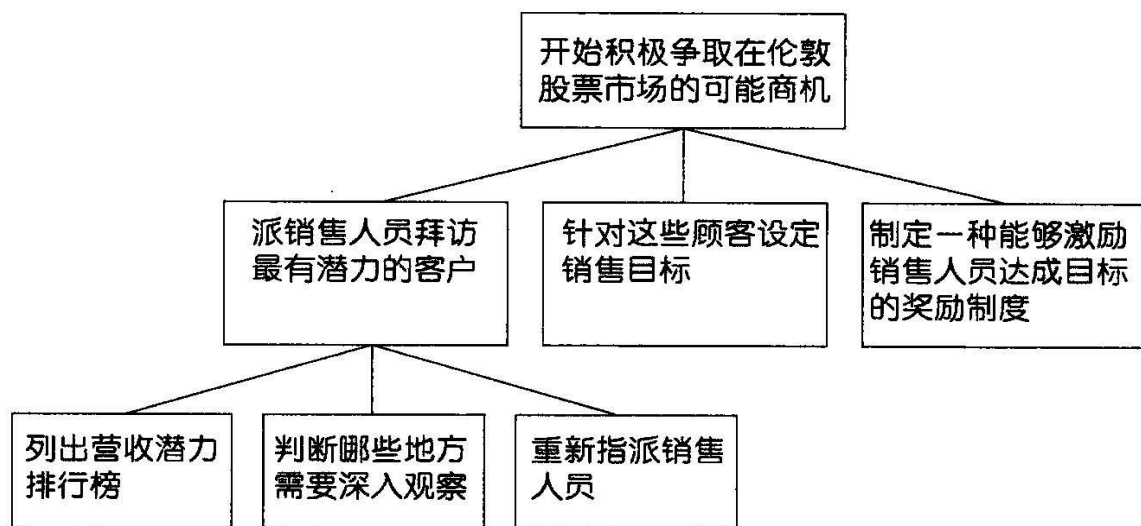 开始积极争取在伦敦
股票市场的可能商机
派销售人员拜访
最有潜力的客户
针对这些顾客设定
销售目标
制定一种能够激励
销售人员达成目标
的奖励制度
列出营收潜力
排行榜
判断哪些地方
需要深入观察
重新指派销售
人员